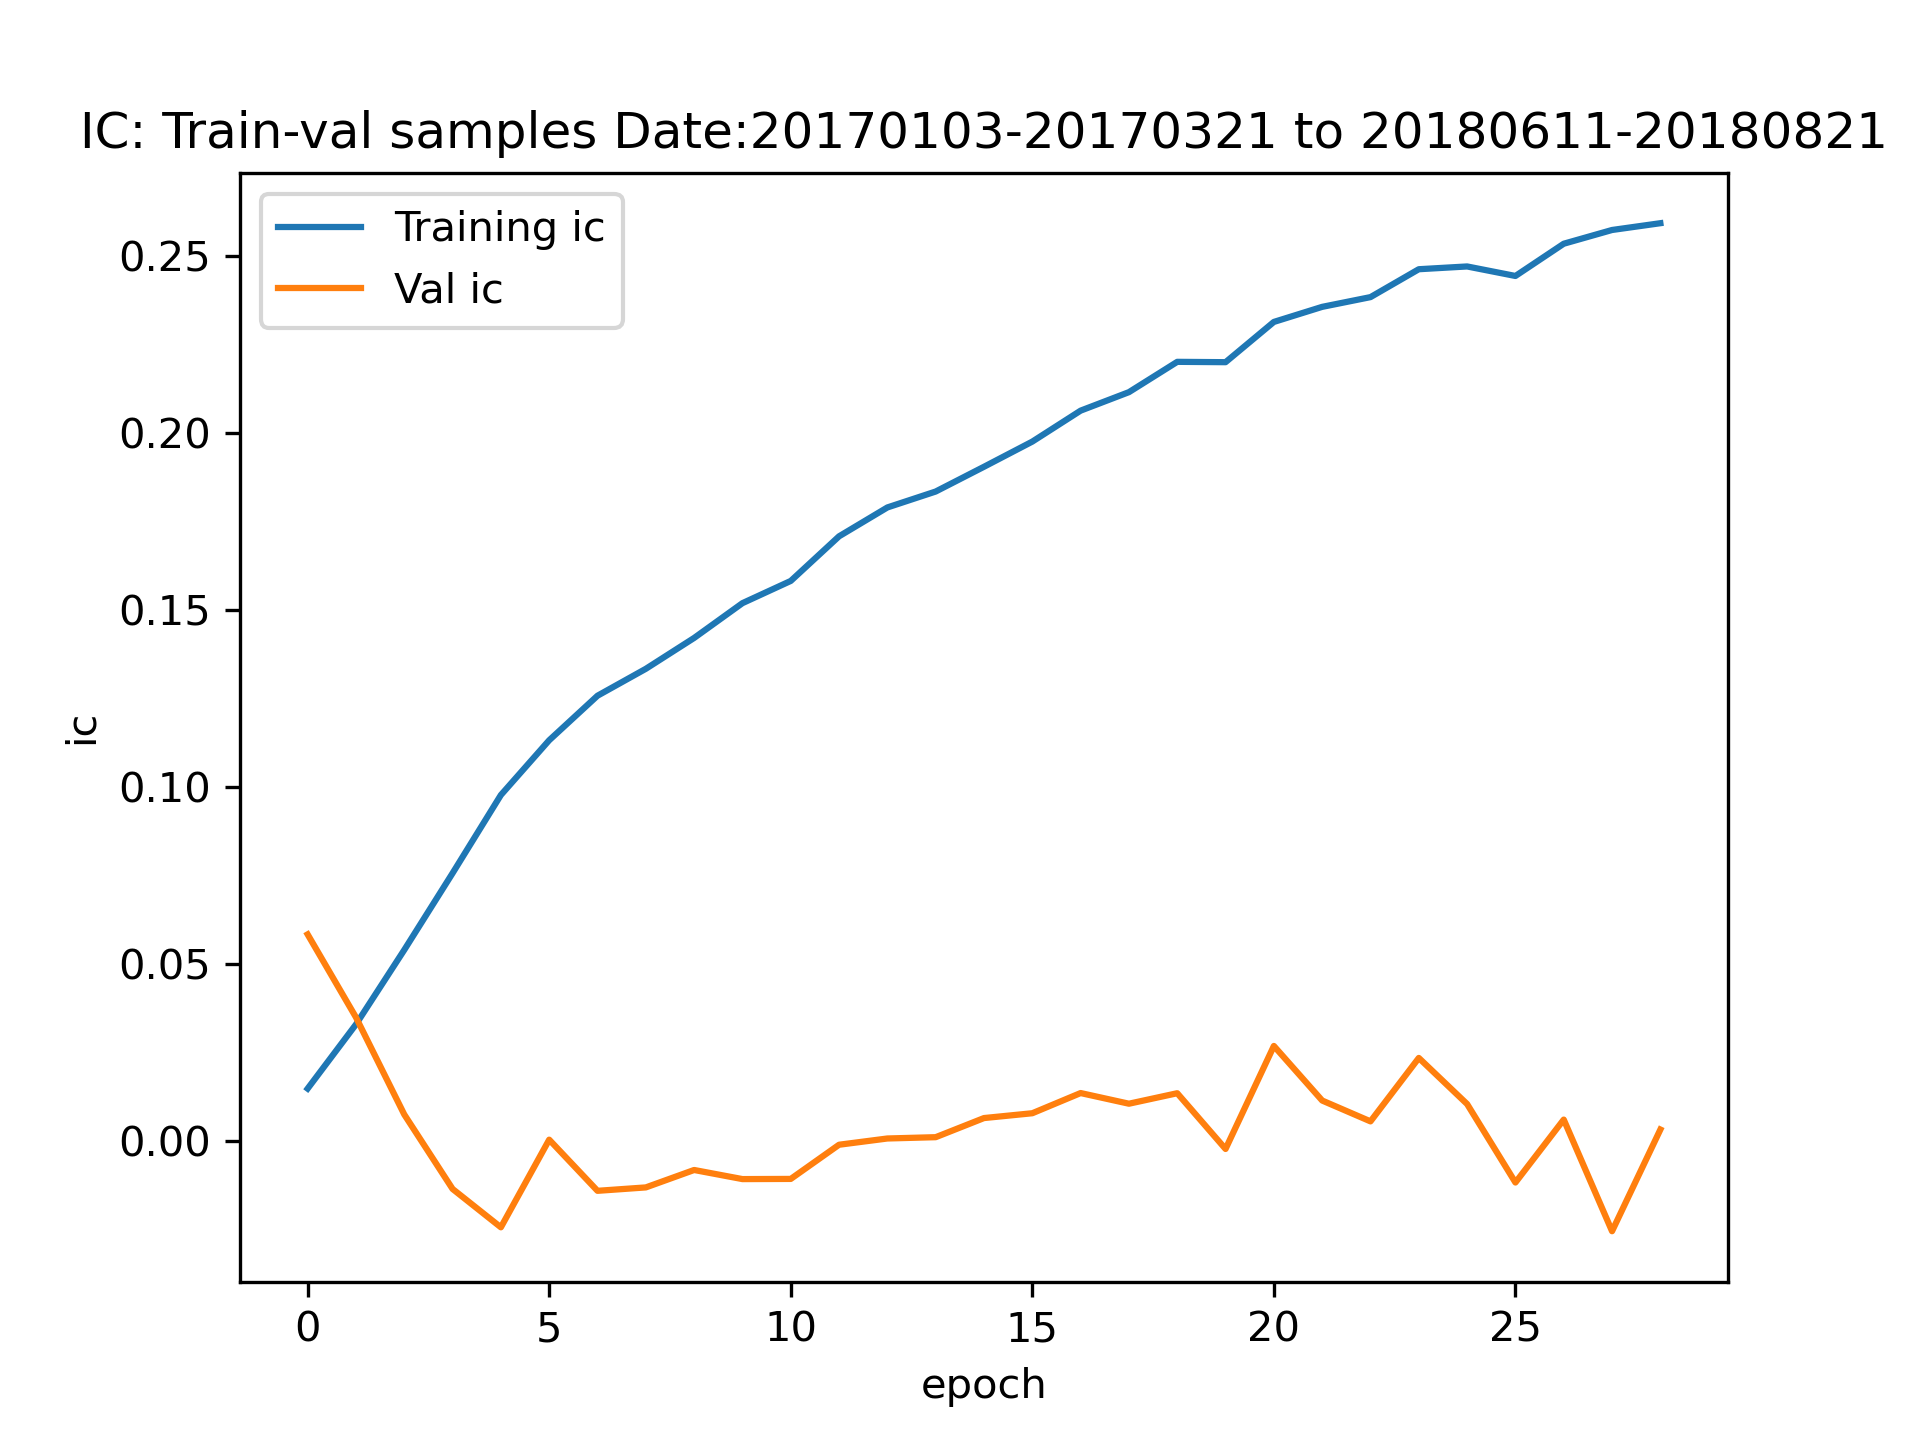 IC: Train-val samples Date:20170103-20170321 to 20180611-20180821
Training ic
Val ic
0.25
0.20
0.15
0.10
0.05
0.00
ic
0 5 10 15 20 25
epoch